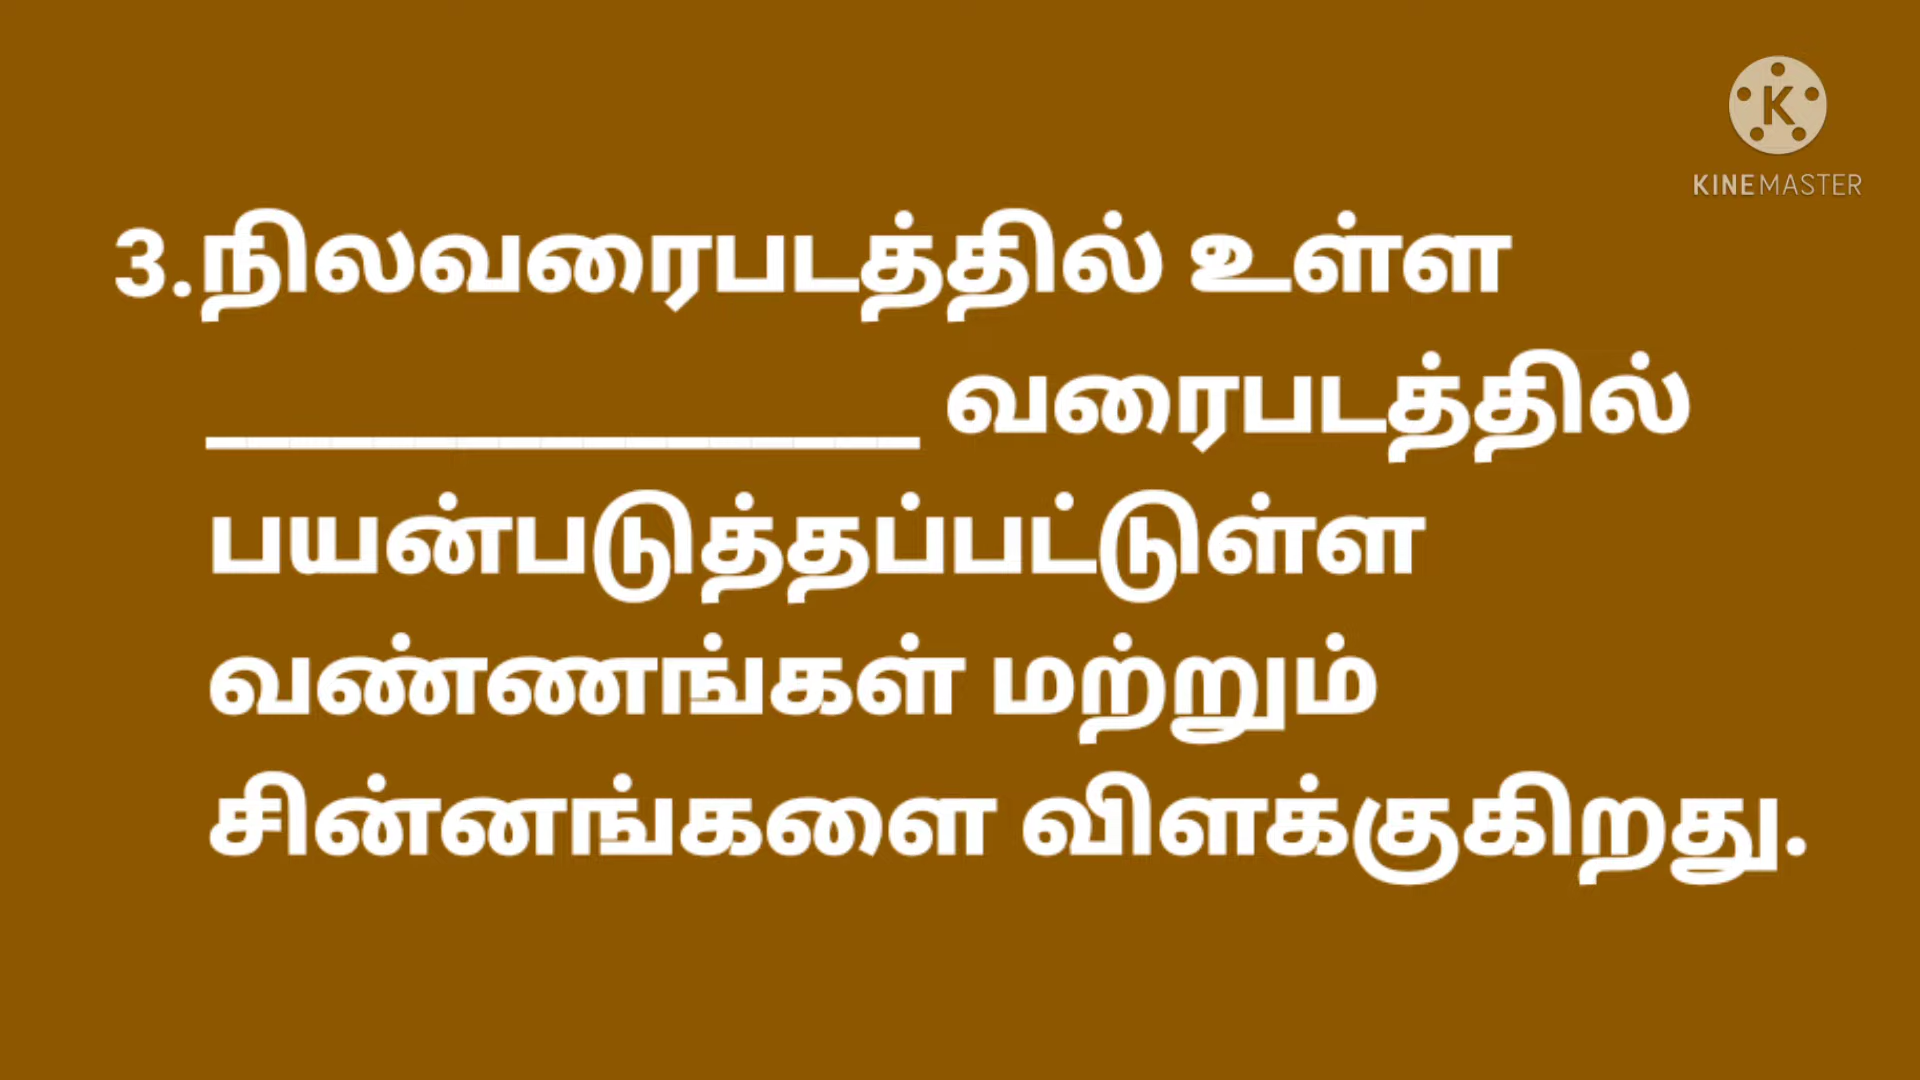 K
KINEMASTER
3.நிலவரைபடத்தில் உள்ள
_________________ வரைபடத்தில்
பயன்படுத்தப்பட்டுள்ள
வண்ணங்கள் மற்றும்
சின்னங்களை விளக்குகிறது.